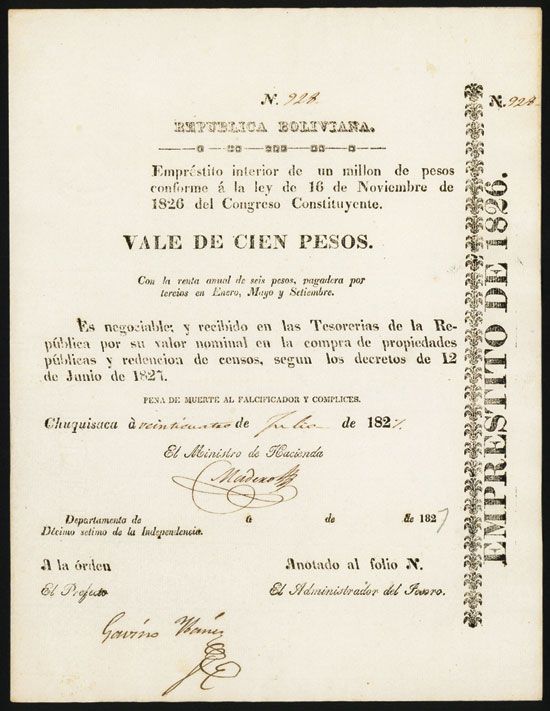 N. 928.
REPUBLICA BOLIVIANA.
Empréstito interior de un millon de pesos
conforme á la ley de 16 de Noviembre de
1826 del Congreso Constituyente.
VALE DE CIEN PESOS.
Con la renta anual de seis pesos, pagadera por
tercios en Enero, Mayo y Setiembre.
Es negociable; y recibido en las Tesorerias de la Re-
pública por su valor nominal en la compra de propiedades
públicas y redencion de censos, segun los decretos de 12
de Junio de 1827.
PENA DE MUERTE AL FALCIFICADOR Y COMPLICES.
Chuquisaca à veinticuatro de Julio de 1827.
El Ministro de Hacienda
Madero
Departamento de á de de 1827
Décimo setimo de la Independencia.
A la órden
Anotado al folio N.
El Prefecto
El Administrador del Tesoro.
Gavino Ibañez
N. 928
EMPRESTITO DE 1826.